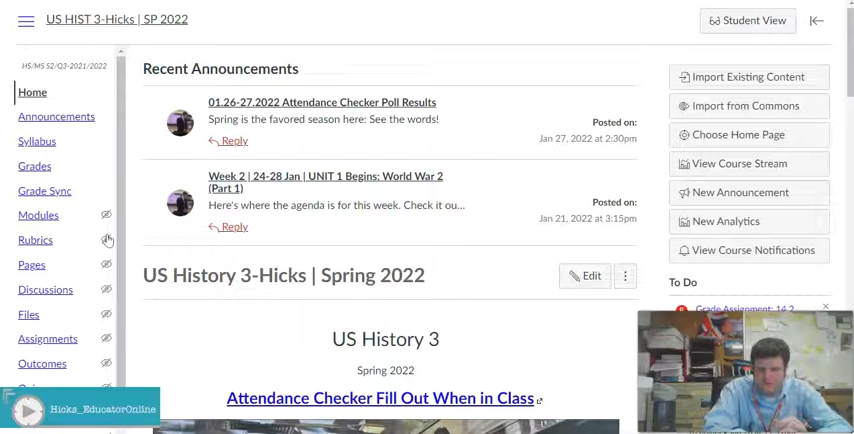 US HIST 3-Hicks | SP 2022
Student View
HS/MS S2/Q3-2021/2022
Home
Announcements
Syllabus
Grades
Grade Sync
Modules
Rubrics
Pages
Discussions
Files
Assignments
Outcomes
Recent Announcements
01.26-27.2022 Attendance Checker Poll Results
Spring is the favored season here: See the words!
Reply
Posted on:
Jan 27, 2022 at 2:30pm
Week 2 | 24-28 Jan | UNIT 1 Begins: World War 2
(Part 1)
Here's where the agenda is for this week. Check it ou...
Reply
Posted on:
Jan 21, 2022 at 3:15pm
US History 3-Hicks | Spring 2022
Edit
US History 3
Spring 2022
Attendance Checker Fill Out When in Class
Import Existing Content
Import from Commons
Choose Home Page
View Course Stream
New Announcement
New Analytics
View Course Notifications
To Do
Grade Assignment: 14.2
Hicks_EducatorOnline